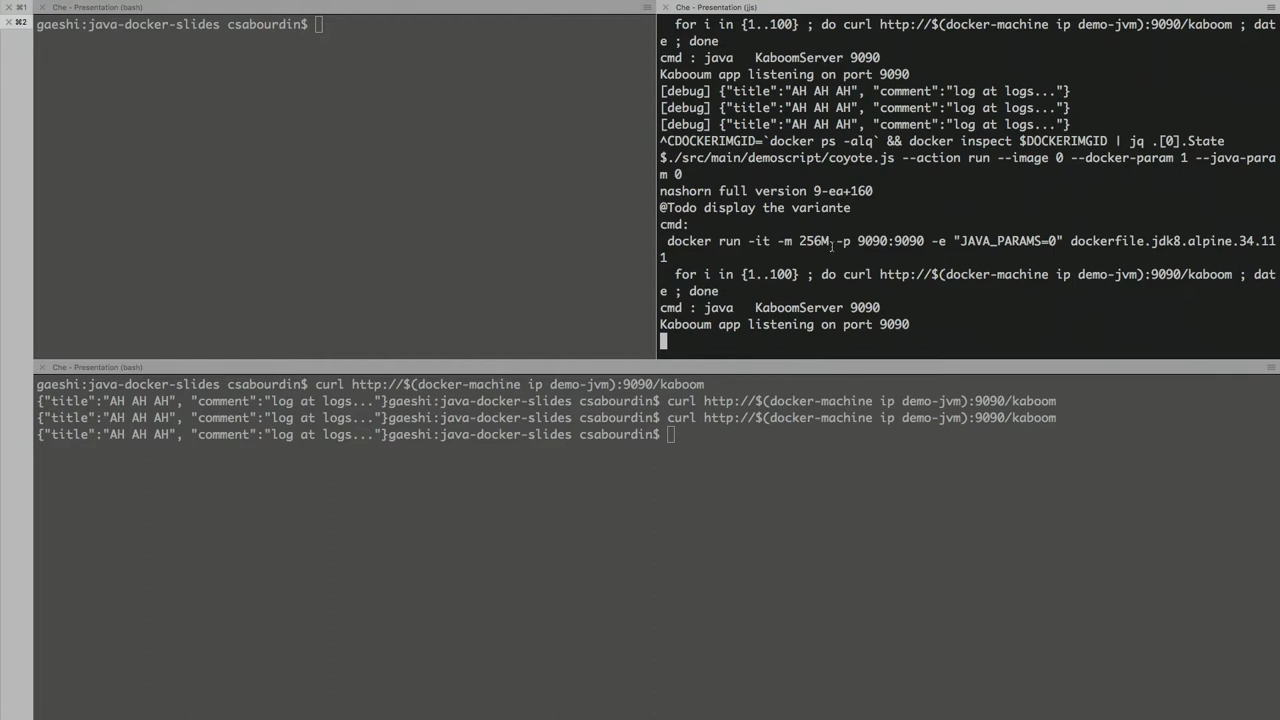 ⌘1
⌘2
Che - Presentation (bash)
gaeshi:java-docker-slides csabourdin$
Che - Presentation (jjs)
for i in {1..100} ; do curl http://$(docker-machine ip demo-jvm):9090/kaboom ; dat
e ; done
cmd : java   KaboomServer 9090
Kabooum app listening on port 9090
[debug] {"title":"AH AH AH", "comment":"log at logs..."}
[debug] {"title":"AH AH AH", "comment":"log at logs..."}
[debug] {"title":"AH AH AH", "comment":"log at logs..."}
^CDOCKERIMGID=`docker ps -alq` && docker inspect $DOCKERIMGID | jq .[0].State
$./src/main/demoscript/coyote.js --action run --image 0 --docker-param 1 --java-para
m 0
nashorn full version 9-ea+160
@Todo display the variante
cmd:
docker run -it -m 256M -p 9090:9090 -e "JAVA_PARAMS=0" dockerfile.jdk8.alpine.34.11
1
for i in {1..100} ; do curl http://$(docker-machine ip demo-jvm):9090/kaboom ; dat
e ; done
cmd : java   KaboomServer 9090
Kabooum app listening on port 9090
Che - Presentation (bash)
gaeshi:java-docker-slides csabourdin$ curl http://$(docker-machine ip demo-jvm):9090/kaboom
{"title":"AH AH AH", "comment":"log at logs..."}gaeshi:java-docker-slides csabourdin$ curl http://$(docker-machine ip demo-jvm):9090/kaboom
{"title":"AH AH AH", "comment":"log at logs..."}gaeshi:java-docker-slides csabourdin$ curl http://$(docker-machine ip demo-jvm):9090/kaboom
{"title":"AH AH AH", "comment":"log at logs..."}gaeshi:java-docker-slides csabourdin$